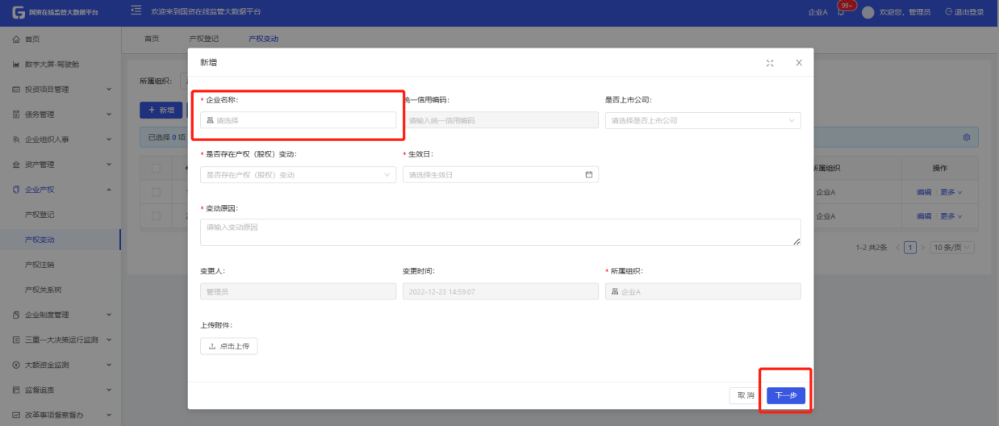 国资在线监管大数据平台
欢迎来到国资在线监管大数据平台
企业A 99+ 欢迎您，管理员 退出登录
首页
首页 产权登记 产权变动
数字大屏-驾驶舱
投资项目管理
债务管理
企业组织人事
资产管理
企业产权
产权登记
产权变动
产权注销
产权关系树
企业制度管理
三重一大决策运行监测
大额资金监测
监督追责
改革事项督察督办
所属组织:
+ 新增
已选择 0 项
所属组织 操作
企业A 编辑 更多
企业A 编辑 更多
1-2 共2条 < 1 > 10 条/页
新增 X
* 企业名称: 统一信用编码: 是否上市公司:
请选择 请输入统一信用编码 请选择是否上市公司
* 是否存在产权（股权）变动: * 生效日:
是否存在产权（股权）变动 请选择生效日
* 变动原因:
请输入变动原因
变更人: 变更时间: * 所属组织:
管理员 2022-12-23 14:59:07 企业A
上传附件:
点击上传
取 消 下一步